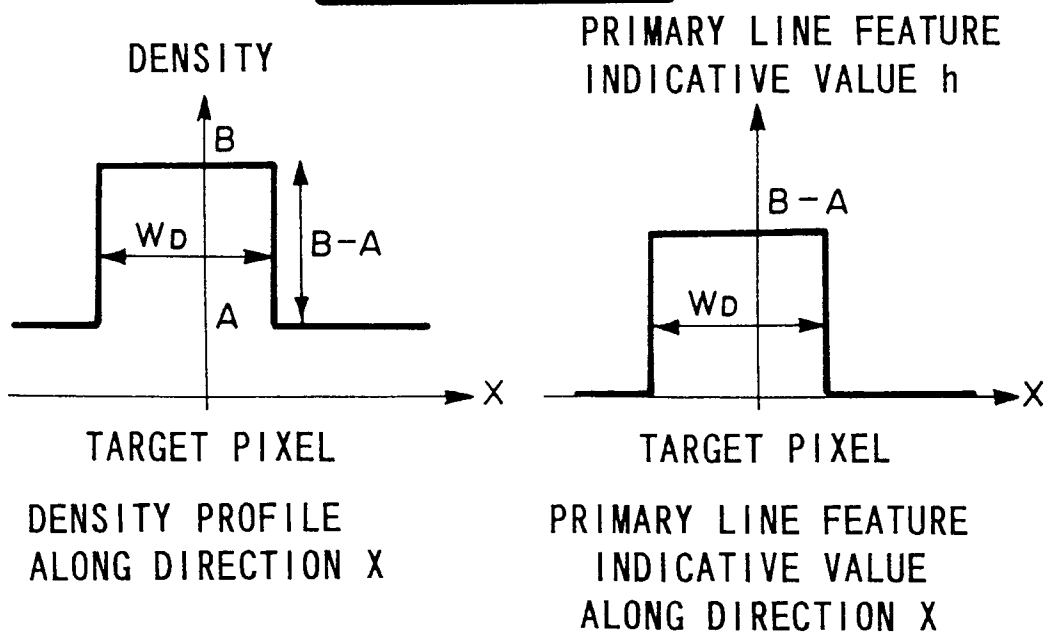 DENSITY
B
WD
B-A
A
X
TARGET PIXEL
DENSITY PROFILE
ALONG DIRECTION X
PRIMARY LINE FEATURE
INDICATIVE VALUE h
B-A
WD
X
TARGET PIXEL
PRIMARY LINE FEATURE
INDICATIVE VALUE
ALONG DIRECTION X